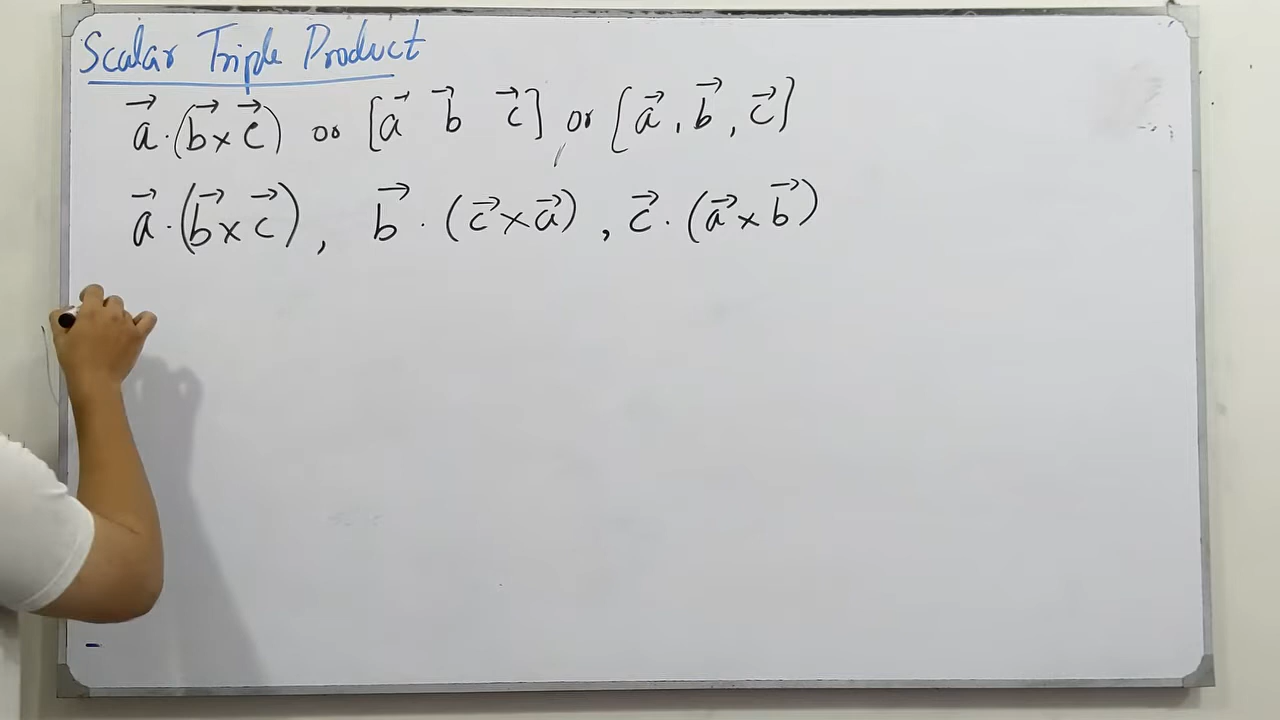 Scalar Triple Product
a⃗ · (b⃗ × c⃗) or [a⃗ b⃗ c⃗] or [a⃗, b⃗, c⃗]
a⃗ · (b⃗ × c⃗), b⃗ · (c⃗ × a⃗), c⃗ · (a⃗ × b⃗)